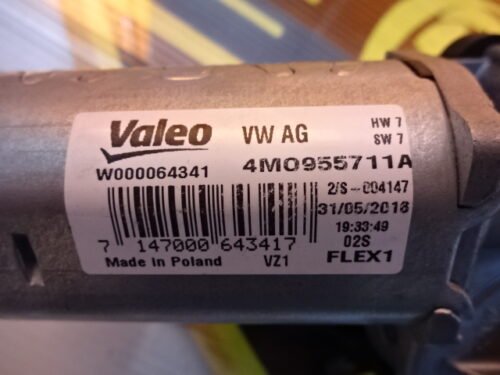 Valeo VW AG HW 7
SW 7
W000064341 4M0955711A
2/S-004147
31/05/2018
19:33:49
7 147000 643417 02S
Made in Poland VZ1 FLEX1